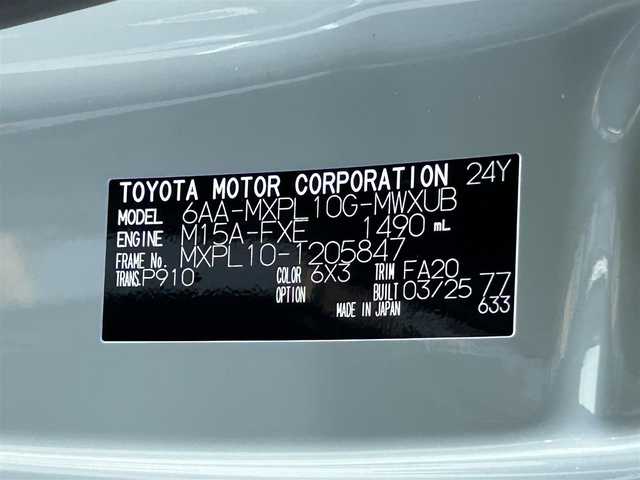 TOYOTA MOTOR CORPORATION 24Y
MODEL 6AA-MXPL10G-MWXUB
ENGINE M15A-FXE 1490 mL
FRAME No. MXPL10-1205847
TRANS. P910 COLOR 6X3 TRIM FA20
OPTION BUILT 03/25 77
MADE IN JAPAN 633